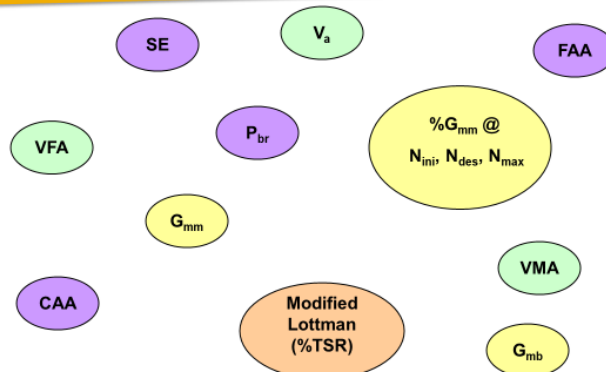 SE
Va
FAA
%Gmm @
Nini, Ndes, Nmax
Pbr
VFA
Gmm
VMA
CAA
Modified
Lottman
(%TSR)
Gmb